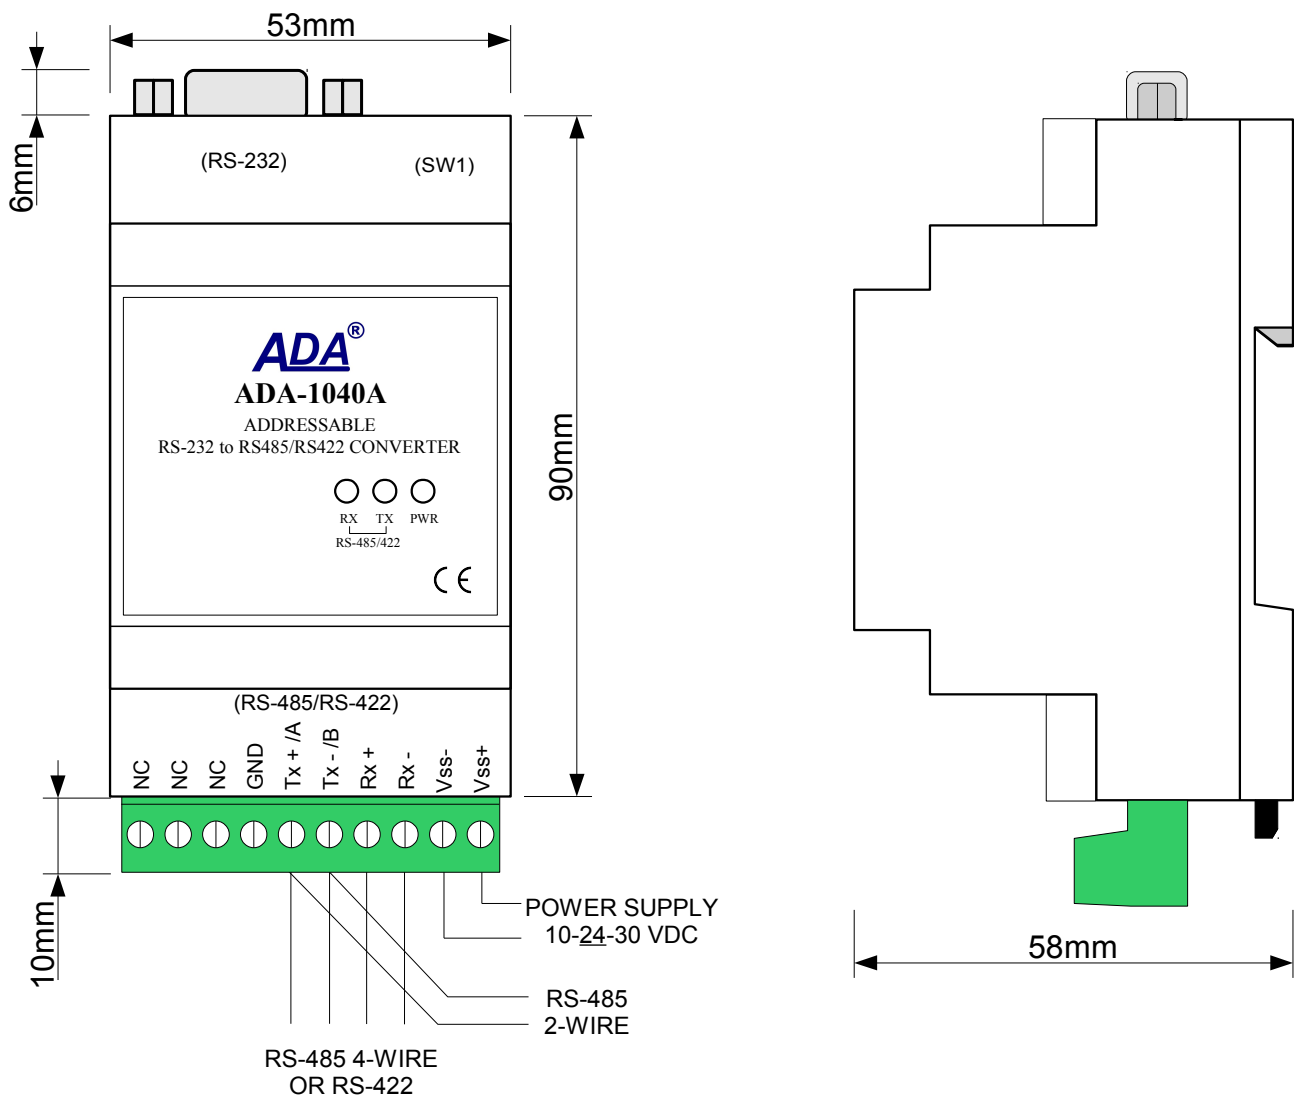 53mm
6mm
(RS-232)
(SW1)
ADA®
ADA-1040A
ADDRESSABLE
RS-232 to RS485/RS422 CONVERTER
90mm
RX TX PWR
RS-485/422
CE
(RS-485/RS-422)
NC
NC
NC
GND
Tx + /A
Tx - /B
Rx +
Rx -
Vss-
Vss+
10mm
POWER SUPPLY
10-24-30 VDC
58mm
RS-485
2-WIRE
RS-485 4-WIRE
OR RS-422